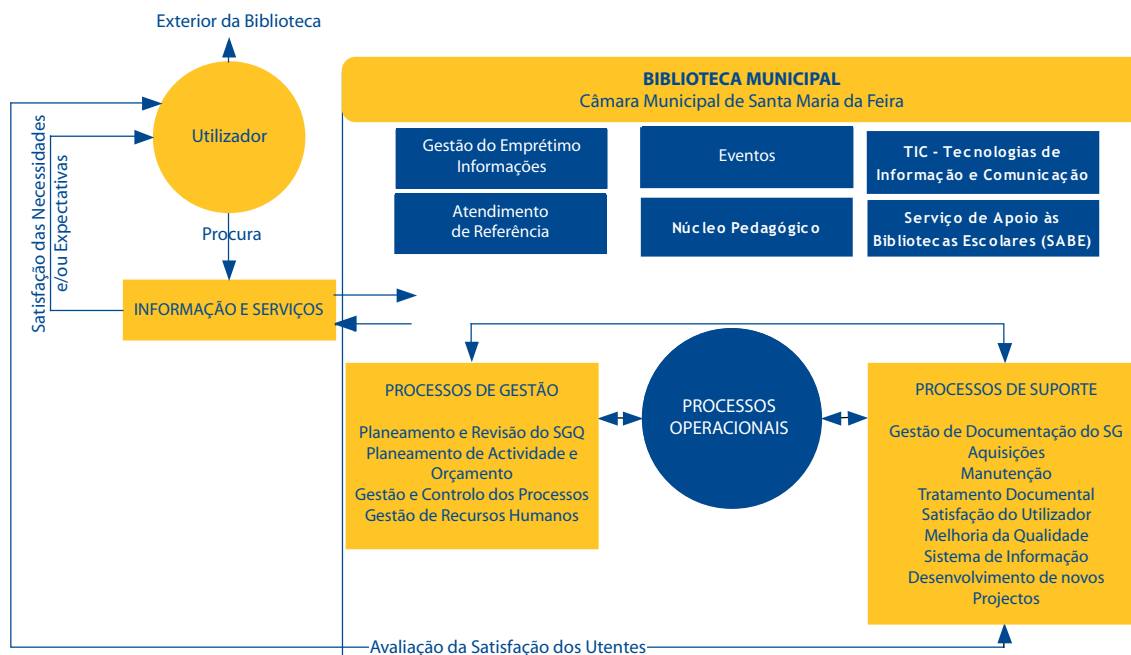 Exterior da Biblioteca
Utilizador
Procura
INFORMAÇÃO E SERVIÇOS
Satisfação das Necessidades
e/ou Expectativas
BIBLIOTECA MUNICIPAL
Câmara Municipal de Santa Maria da Feira
Gestão do Emprétimo
Informações
Eventos
TIC - Tecnologias de
Informação e Comunicação
Atendimento
de Referência
Núcleo Pedagógico
Serviço de Apoio às
Bibliotecas Escolares (SABE)
PROCESSOS DE GESTÃO
Planeamento e Revisão do SGQ
Planeamento de Actividade e
Orçamento
Gestão e Controlo dos Processos
Gestão de Recursos Humanos
PROCESSOS
OPERACIONAIS
PROCESSOS DE SUPORTE
Gestão de Documentação do SG
Aquisições
Manutenção
Tratamento Documental
Satisfação do Utilizador
Melhoria da Qualidade
Sistema de Informação
Desenvolvimento de novos
Projectos
Avaliação da Satisfação dos Utentes